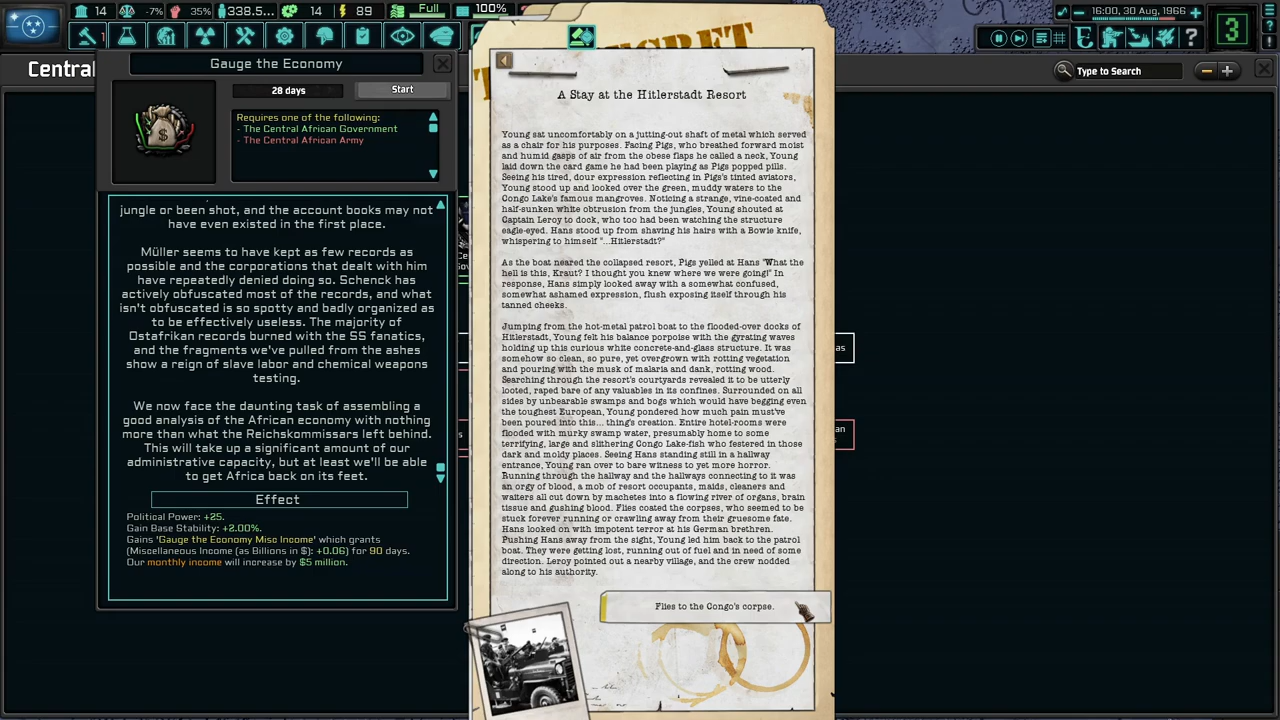 14
-7%
35%
338.5...
14
89
Full
100%
16:00, 30 Aug, 1966
3
1
SECRET
Central
Type to Search
Gauge the Economy
28 days
Start
Requires one of the following:
- The Central African Government
- The Central African Army
jungle or been shot, and the account books may not
have even existed in the first place.
Müller seems to have kept as few records as
possible and the corporations that dealt with him
have repeatedly denied doing so. Schenck has
actively obfuscated most of the records, and what
isn't obfuscated is so spotty and badly organized as
to be effectively useless. The majority of
Ostafrikan records burned with the SS fanatics,
and the fragments we've pulled from the ashes
show a reign of slave labor and chemical weapons
testing.
We now face the daunting task of assembling a
good analysis of the African economy with nothing
more than what the Reichskommissars left behind.
This will take up a significant amount of our
administrative capacity, but at least we'll be able
to get Africa back on its feet.
Effect
Political Power: +25.
Gain Base Stability: +2.00%.
Gains 'Gauge the Economy Misc Income' which grants
(Miscellaneous Income (as Billions in $): +0.06) for 90 days.
Our monthly income will increase by $5 million.
A Stay at the Hitlerstadt Resort
Young sat uncomfortably on a jutting-out shaft of metal which served
as a chair for his purposes. Facing Pigs, who breathed forward moist
and humid gasps of air from the obese flaps he called a neck, Young
laid down the card game he had been playing as Pigs popped pills.
Seeing his tired, dour expression reflecting in Pigs's tinted aviators,
Young stood up and looked over the green, muddy waters to the
Congo Lake's famous mangroves. Noticing a strange, vine-coated and
half-sunken white obtrusion from the jungles, Young shouted at
Captain Leroy to dock, who too had been watching the structure
eagle-eyed. Hans stood up from shaving his hairs with a Bowie knife,
whispering to himself "...Hitlerstadt?"
As the boat neared the collapsed resort, Pigs yelled at Hans "What the
hell is this, Kraut? I thought you knew where we were going!" In
response, Hans simply looked away with a somewhat confused,
somewhat ashamed expression, flush exposing itself through his
tanned cheeks.
Jumping from the hot-metal patrol boat to the flooded-over docks of
Hitlerstadt, Young felt his balance porpoise with the gyrating waves
holding up this curious white concrete-and-glass structure. It was
somehow so clean, so pure, yet overgrown with rotting vegetation
and pouring with the musk of malaria and dank, rotting wood.
Searching through the resort's courtyards revealed it to be utterly
looted, raped bare of any valuables in its confines. Surrounded on all
sides by unbearable swamps and bogs which would have begging even
the toughest European, Young pondered how much pain must've
been poured into this... thing's creation. Entire hotel-rooms were
flooded with murky swamp water, presumably home to some
terrifying, large and slithering Congo Lake-fish who festered in those
dark and moldy places. Seeing Hans standing still in a hallway
entrance, Young ran over to bare witness to yet more horror.
Running through the hallway and the hallways connecting to it was
an orgy of blood, a mob of resort occupants, maids, cleaners and
waiters all cut down by machetes into a flowing river of organs, brain
tissue and gushing blood. Flies coated the corpses, who seemed to be
stuck forever running or crawling away from their gruesome fate.
Hans looked on with impotent terror at his German brethren.
Pushing Hans away from the sight, Young led him back to the patrol
boat. They were getting lost, running out of fuel and in need of some
direction. Leroy pointed out a nearby village, and the crew nodded
along to his authority.
Flies to the Congo's corpse.
as
an